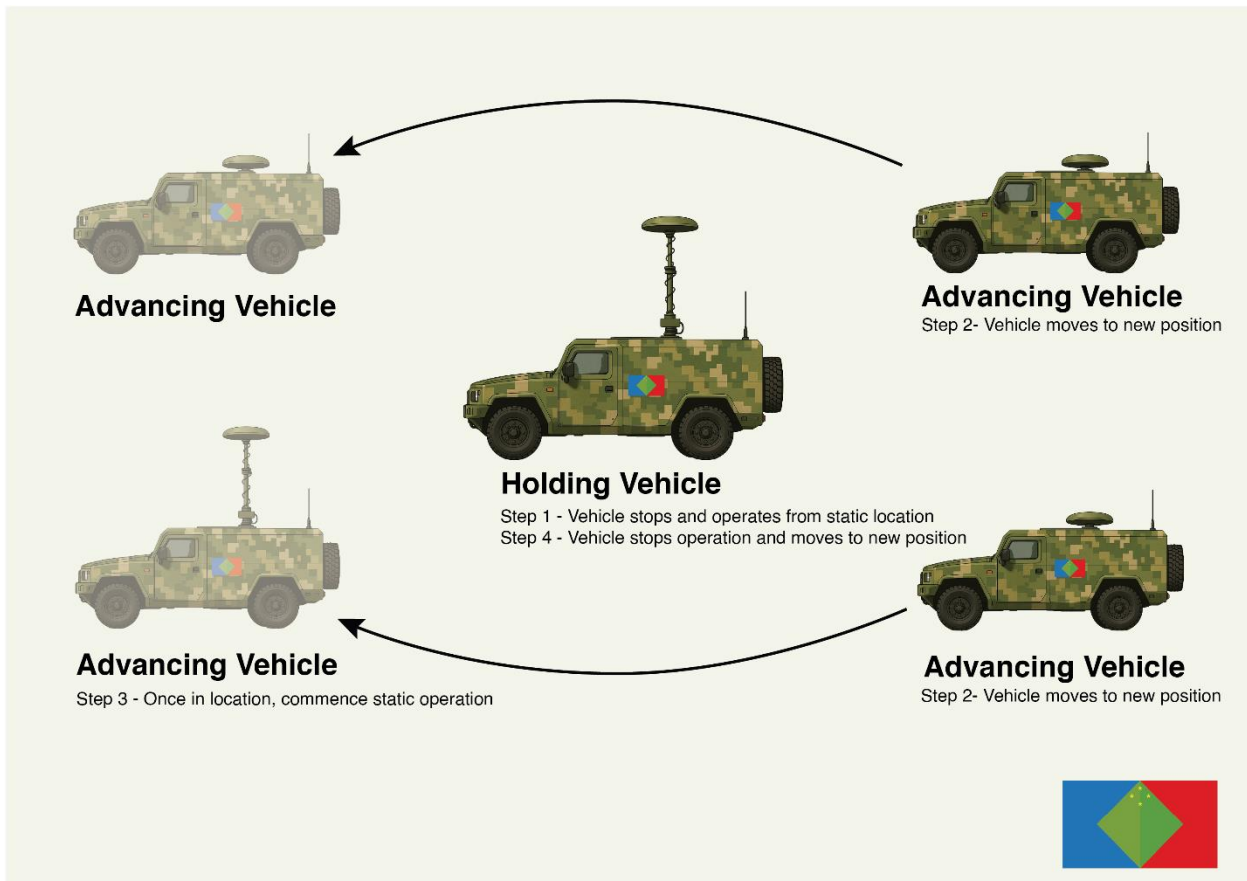 Advancing Vehicle
Advancing Vehicle
Step 2- Vehicle moves to new position
Holding Vehicle
Step 1 - Vehicle stops and operates from static location
Step 4 - Vehicle stops operation and moves to new position
Advancing Vehicle
Step 3 - Once in location, commence static operation
Advancing Vehicle
Step 2- Vehicle moves to new position